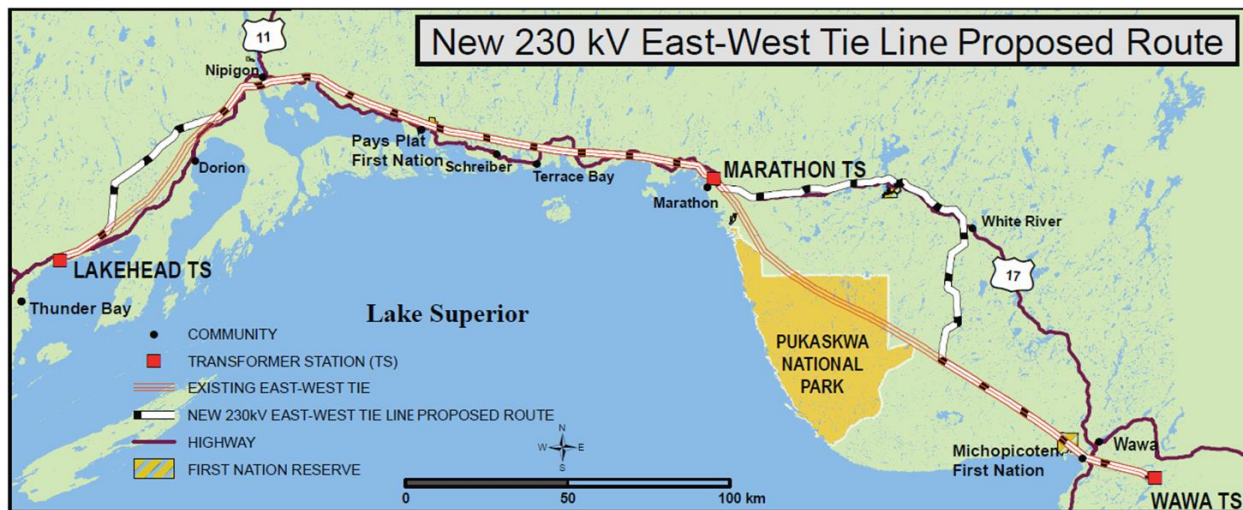 New 230 kV East-West Tie Line Proposed Route
11
Nipigon
Pays Plat
First Nation
Schreiber
Terrace Bay
Dorion
MARATHON TS
Marathon
White River
17
LAKEHEAD TS
Thunder Bay
Lake Superior
PUKASKWA
NATIONAL
PARK
COMMUNITY
TRANSFORMER STATION (TS)
EXISTING EAST-WEST TIE
NEW 230kV EAST-WEST TIE LINE PROPOSED ROUTE
HIGHWAY
FIRST NATION RESERVE
N
W E
S
0 50 100 km
Michopicoten
First Nation
Wawa
WAWA TS